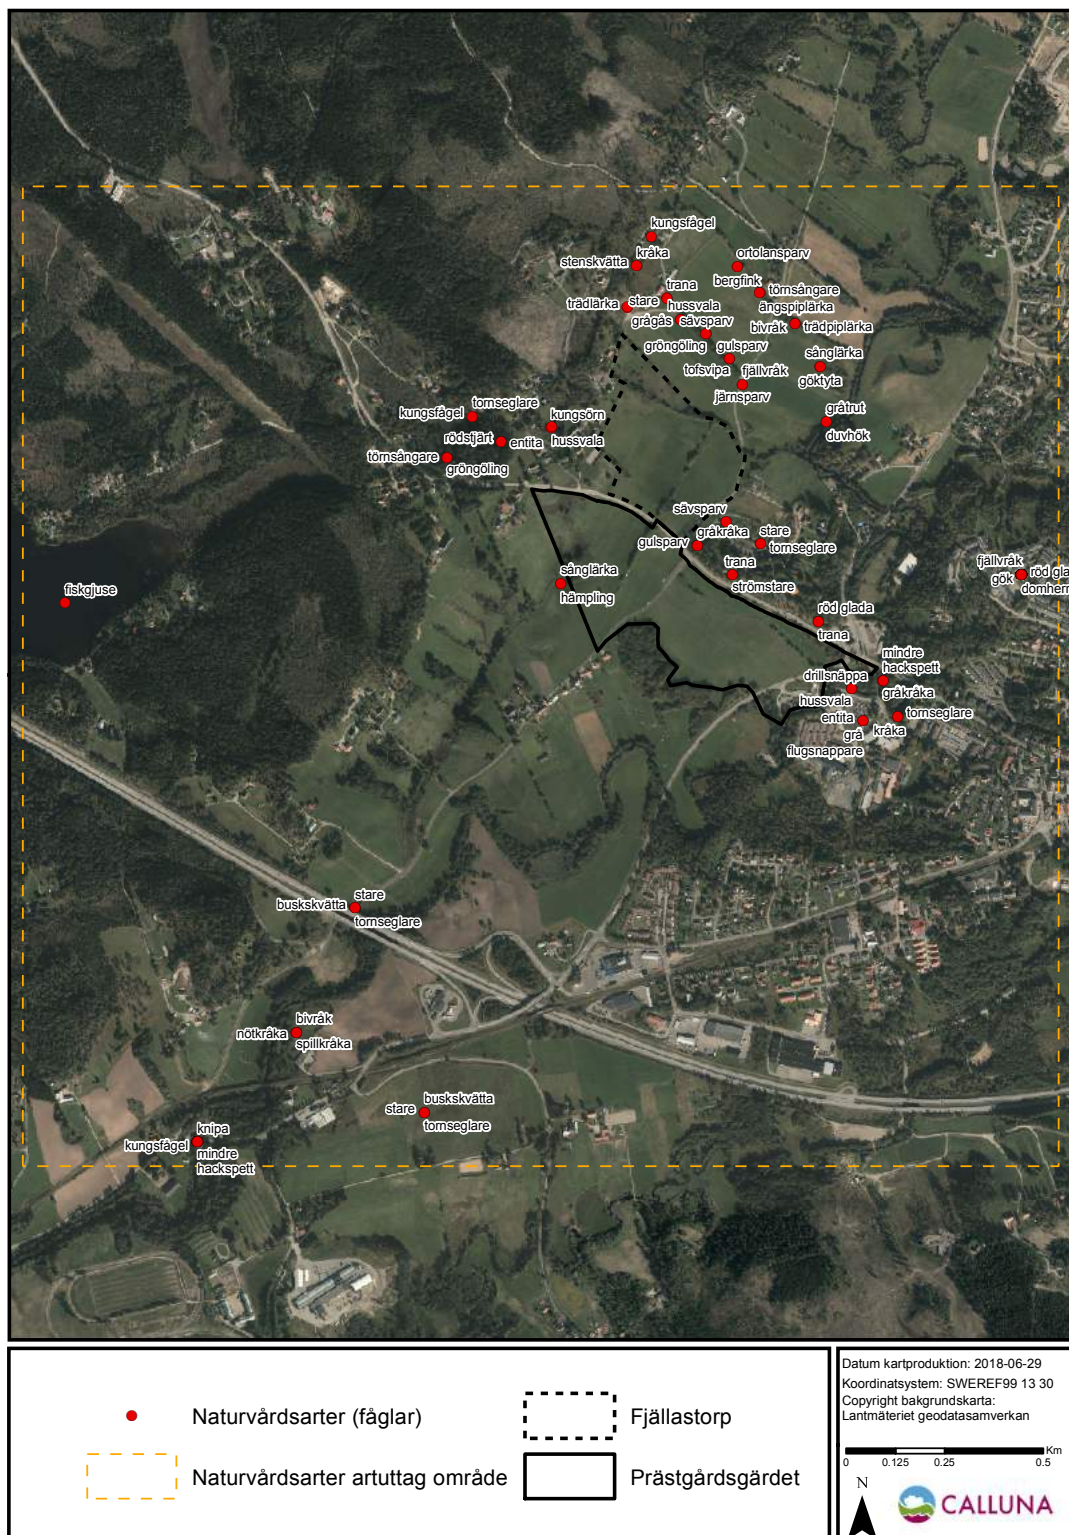 kungsfågel
kråka
stenskvätta
ortolansparv
bergfink
trana
törnsångare
ängspiplärka
trädlärka
stare
hussvala
grågås
sävsparv
bivråk
trädpiplärka
gröngöling
gulsparv
tofsvipa
fjällvråk
järnsparv
sånglärka
göktyta
gråtrut
duvhök
tornseglare
kungsfågel
kungsörn
rödstjärt
entita
hussvala
törnsångare
gröngöling
sävsparv
gråkråka
gulsparv
stare
tornseglare
trana
strömstare
sånglärka
hämpling
fjällvråk
röd gla
gök
domherr
fiskgjuse
röd glada
trana
mindre
hackspett
drillsnäppa
gråkråka
hussvala
entita
tornseglare
kråka
grå
flugsnappare
stare
buskskvätta
tornseglare
bivråk
nötkråka
spillkråka
buskskvätta
stare
tornseglare
knipa
kungsfågel
mindre
hackspett
Naturvårdsarter (fåglar)
Fjällastorp
Naturvårdsarter artuttag område
Prästgårdsgärdet
Datum kartproduktion: 2018-06-29
Koordinatsystem: SWEREF99 13 30
Copyright bakgrundskarta:
Lantmäteriet geodatasamverkan
Km
0 0.125 0.25 0.5
N
CALLUNA